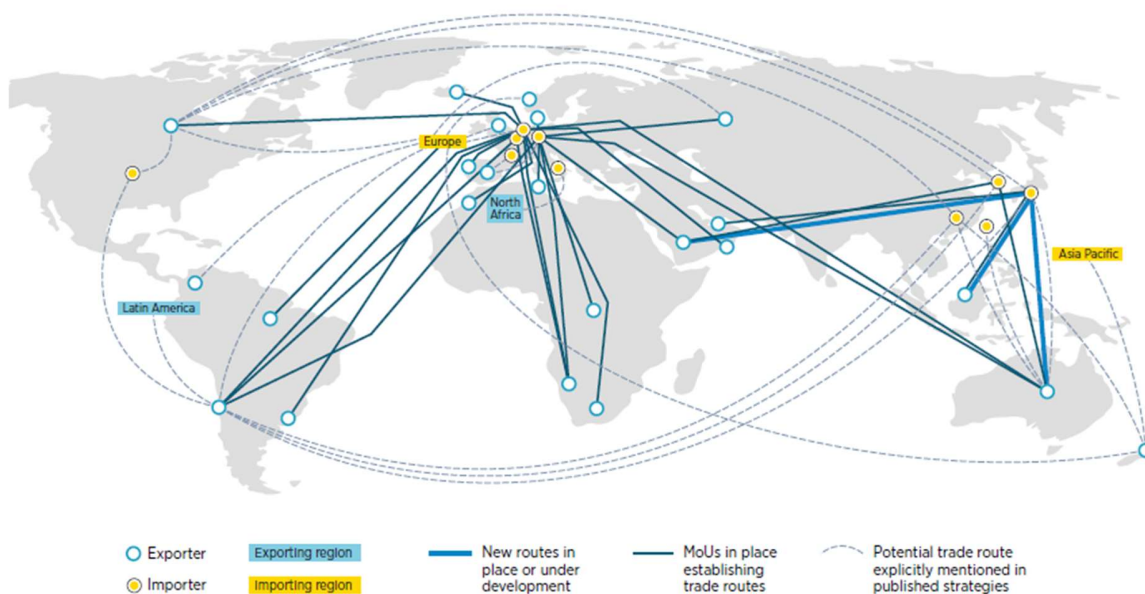 Europe
North
Africa
Asia Pacific
Latin America
Exporter
Importer
Exporting region
Importing region
New routes in
place or under
development
MoUs in place
establishing
trade routes
Potential trade route
explicitly mentioned in
published strategies